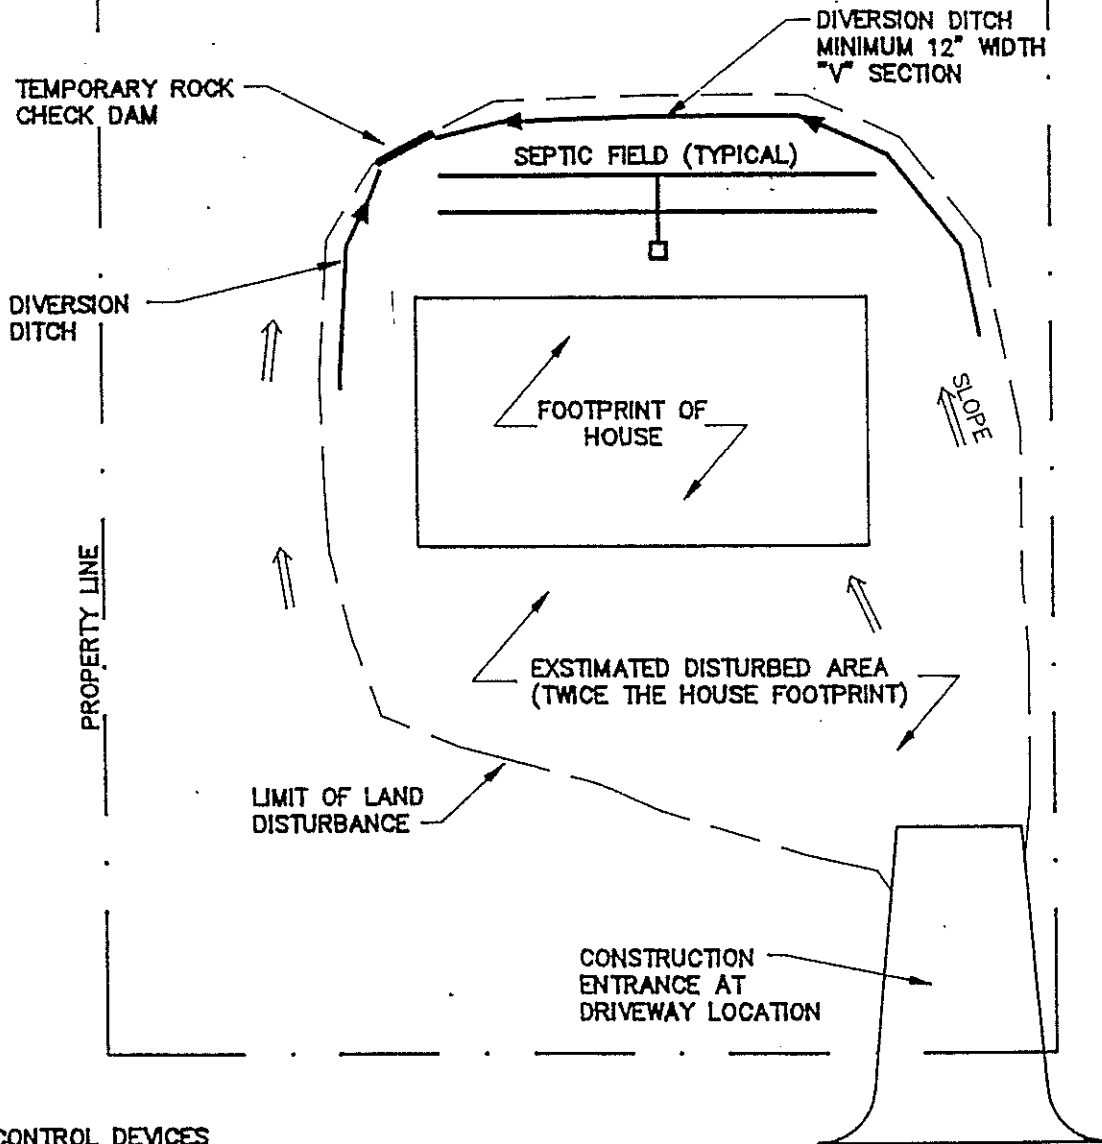 DIVERSION DITCH
MINIMUM 12" WIDTH
"V" SECTION
TEMPORARY ROCK
CHECK DAM
SEPTIC FIELD (TYPICAL)
DIVERSION
DITCH
SLOPE
FOOTPRINT OF
HOUSE
PROPERTY LINE
EXSTIMATED DISTURBED AREA
(TWICE THE HOUSE FOOTPRINT)
LIMIT OF LAND
DISTURBANCE
CONSTRUCTION
ENTRANCE AT
DRIVEWAY LOCATION
CONTROL DEVICES